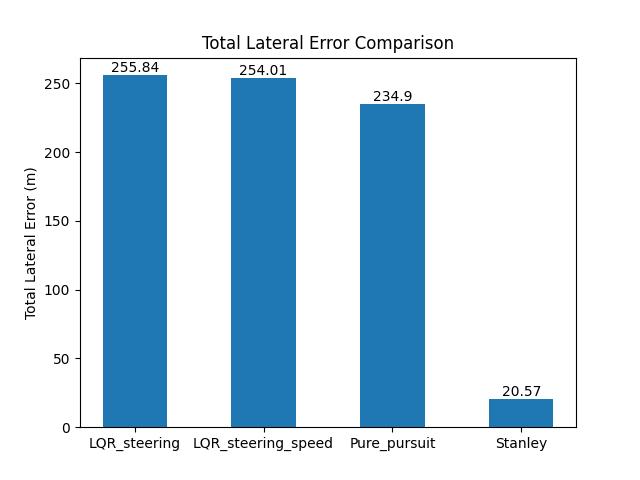 Total Lateral Error Comparison
Total Lateral Error (m)
250
200
150
100
50
0
255.84
254.01
234.9
20.57
LQR_steering
LQR_steering_speed
Pure_pursuit
Stanley